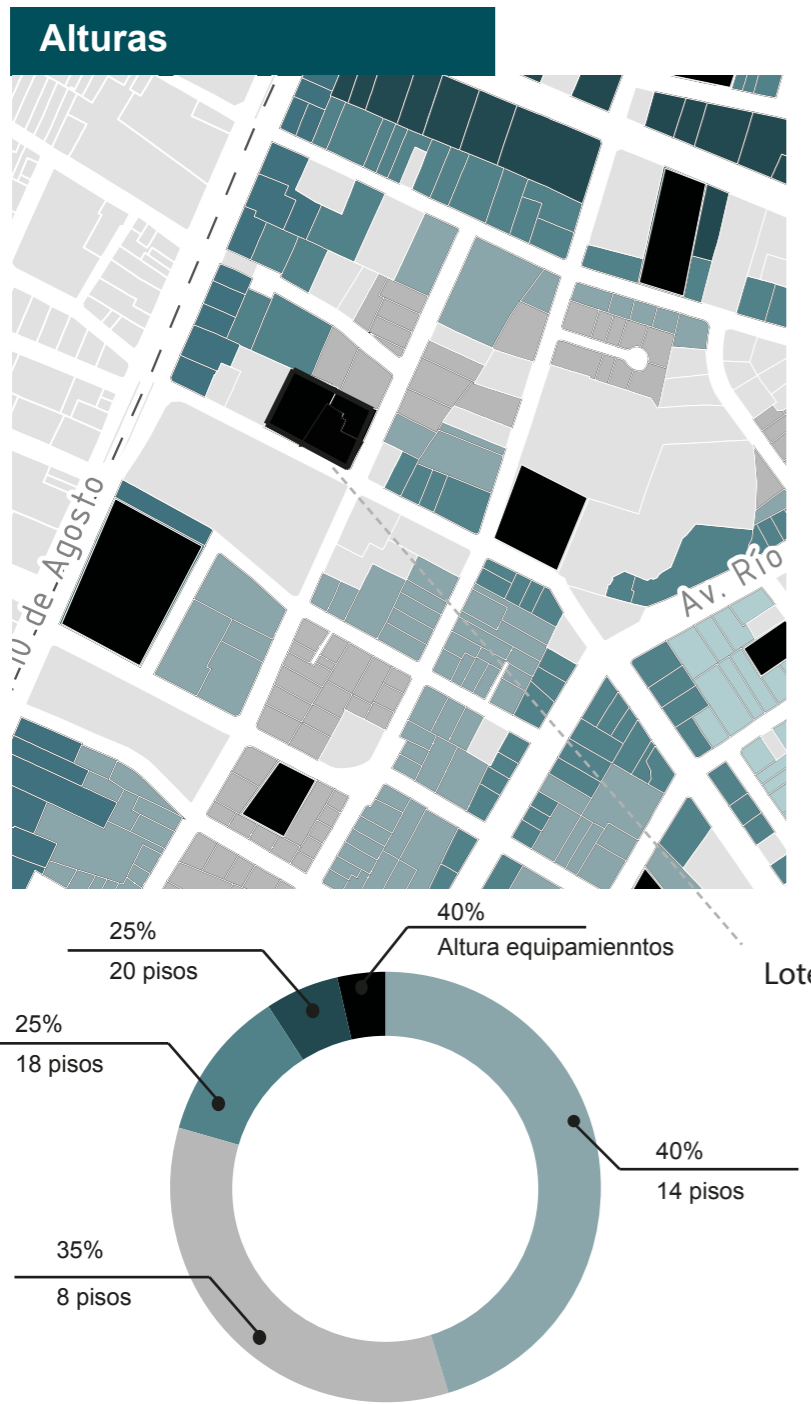 Alturas
10 de Agosto
Av. Río
25%
20 pisos
40%
Altura equipamienntos
Lote
25%
18 pisos
40%
14 pisos
35%
8 pisos